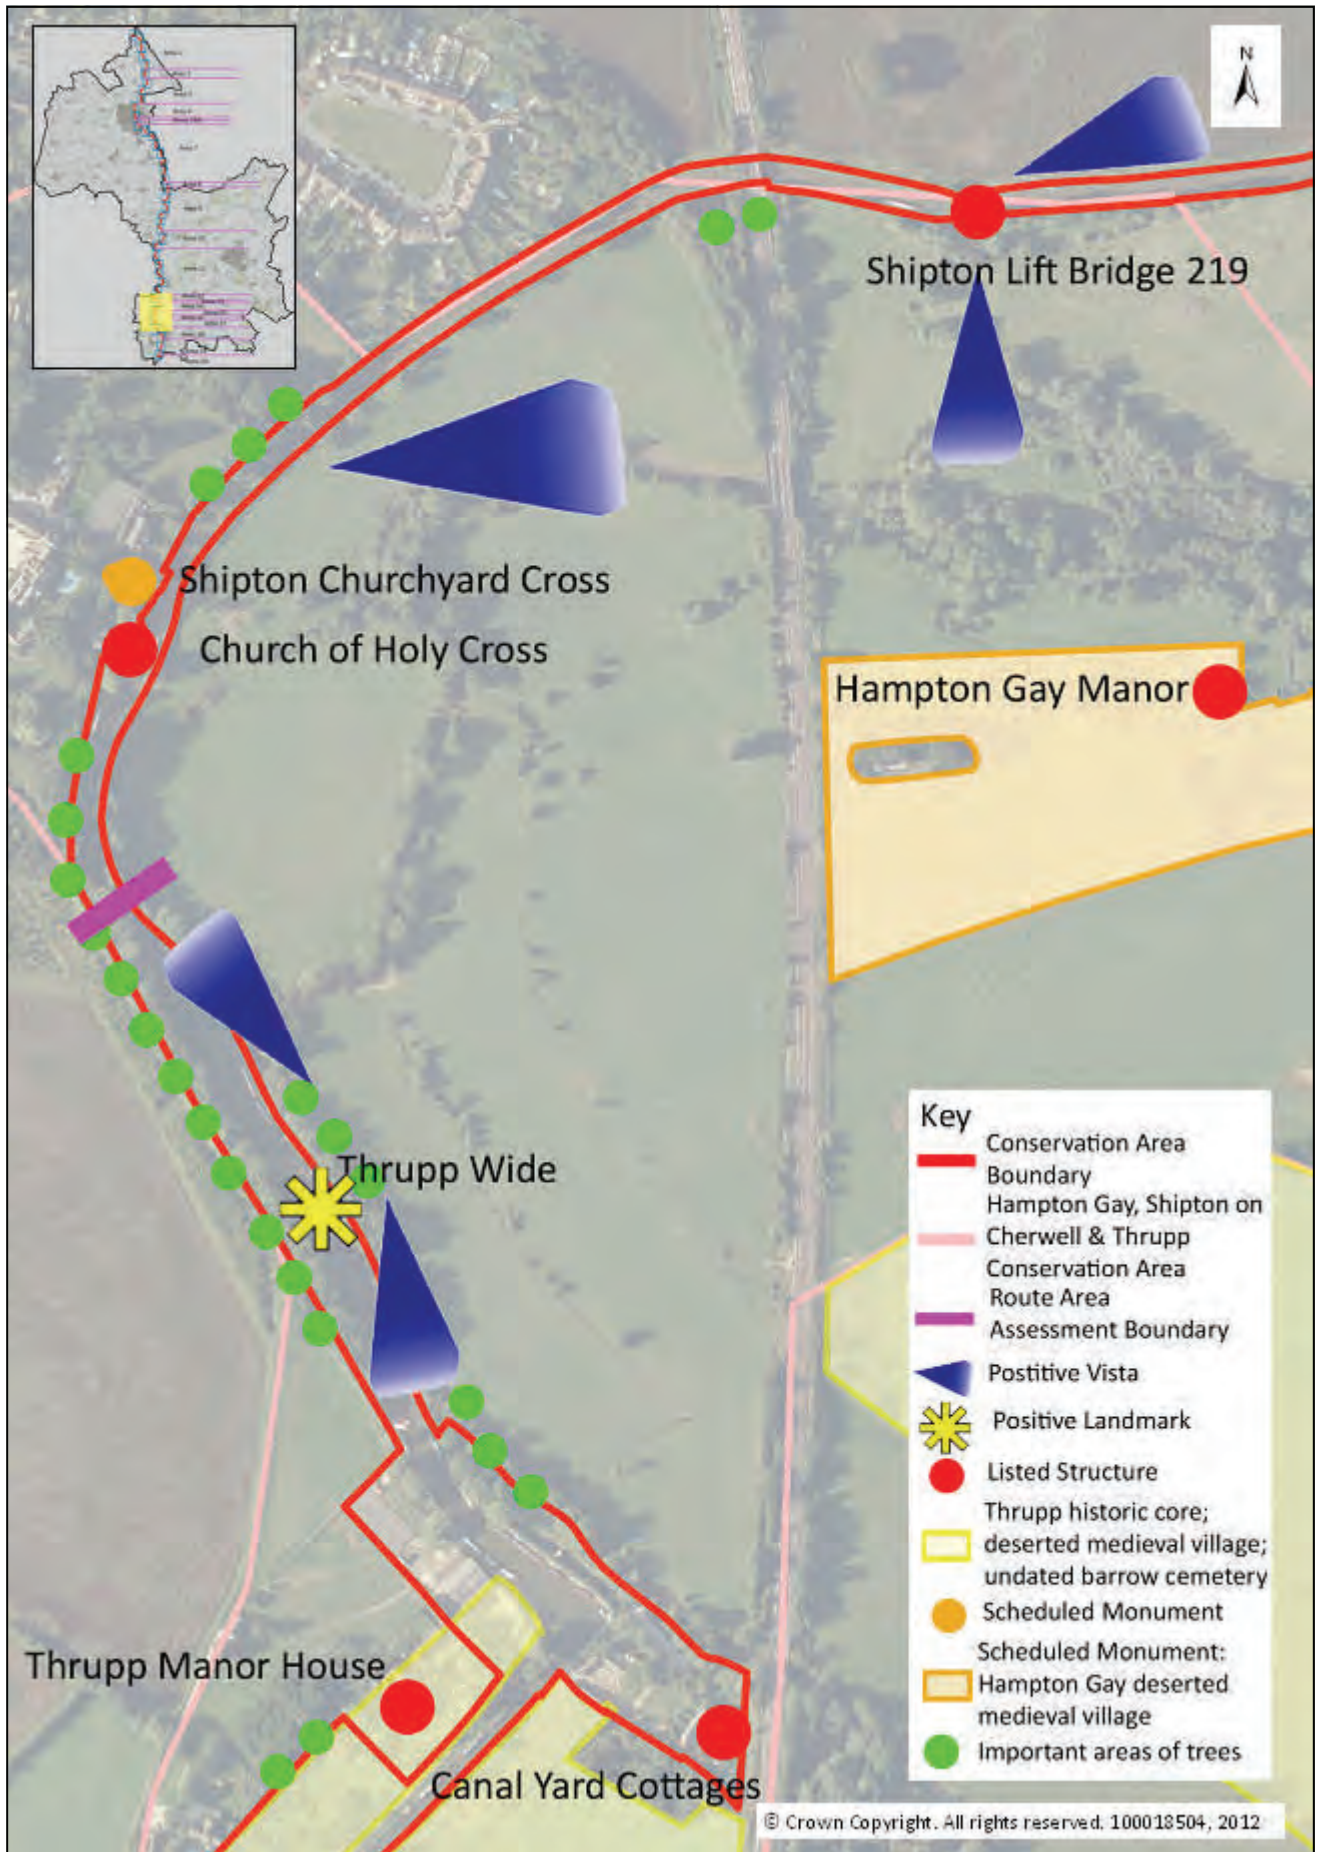 N
Shipton Lift Bridge 219
Shipton Churchyard Cross
Church of Holy Cross
Hampton Gay Manor
Thrupp Wide
Thrupp Manor House
Canal Yard Cottages
Key
Conservation Area
Boundary
Hampton Gay, Shipton on
Cherwell & Thrupp
Conservation Area
Route Area
Assessment Boundary
Postitive Vista
Positive Landmark
Listed Structure
Thrupp historic core;
deserted medieval village;
undated barrow cemetery
Scheduled Monument
Scheduled Monument:
Hampton Gay deserted
medieval village
Important areas of trees
© Crown Copyright. All rights reserved. 100018504, 2012